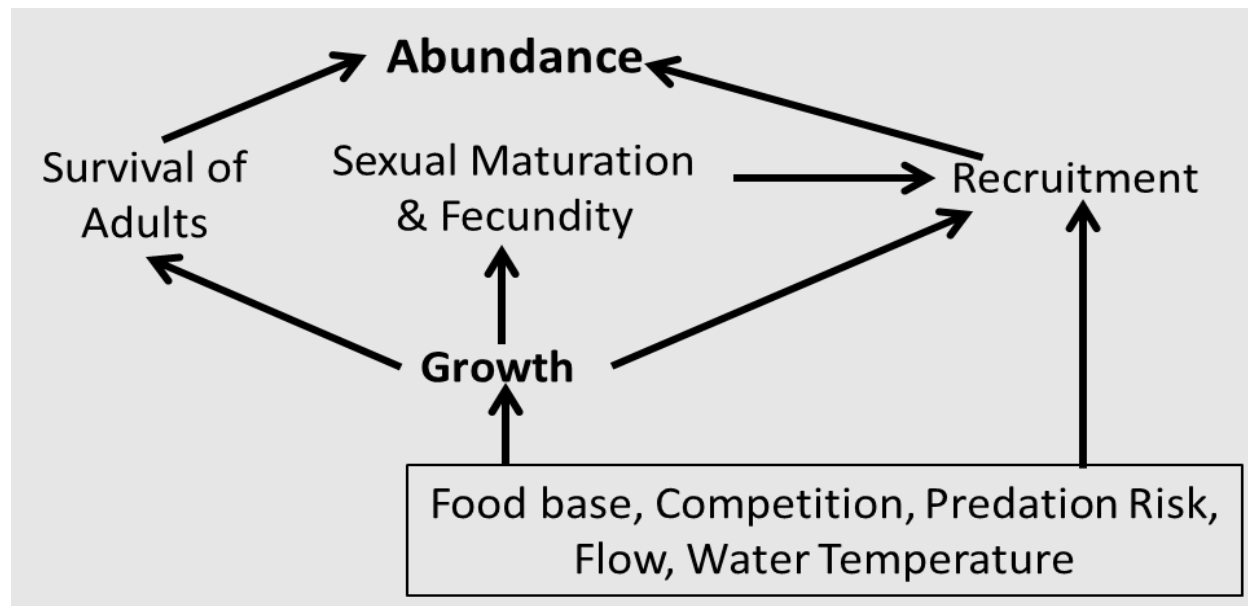 Abundance
Survival of
Adults
Sexual Maturation
& Fecundity
Recruitment
Growth
Food base, Competition, Predation Risk,
Flow, Water Temperature